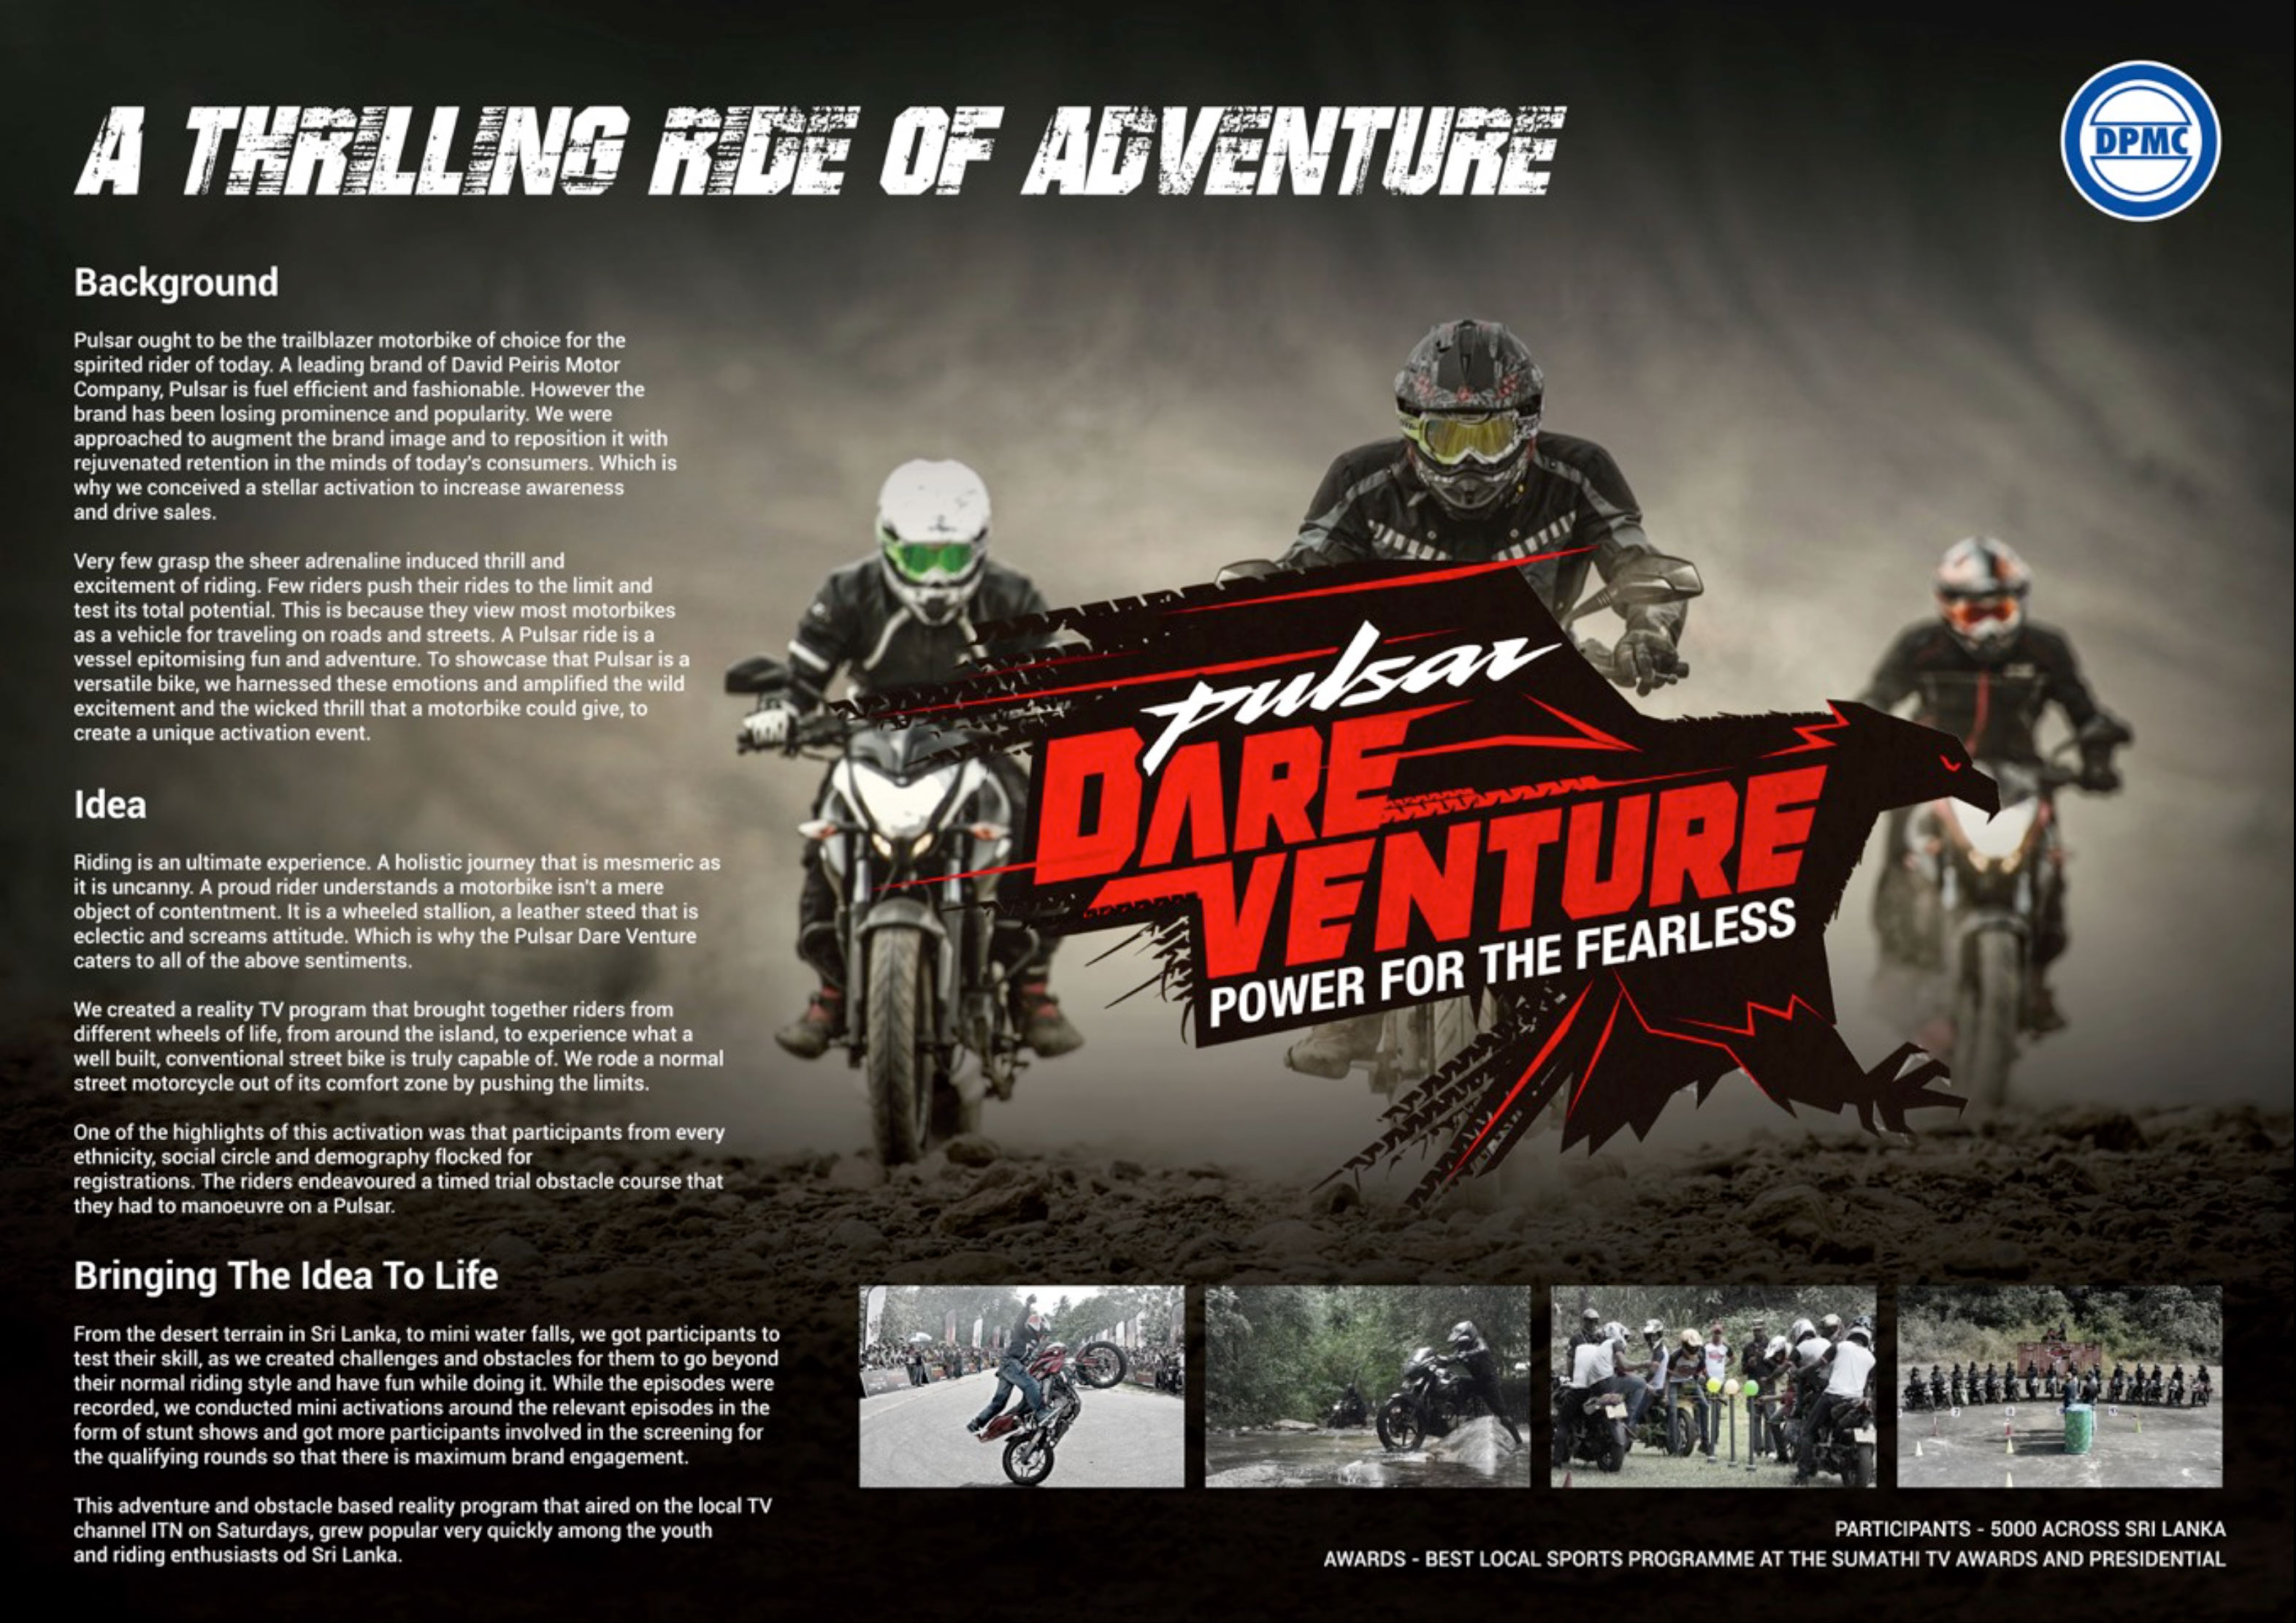 A THRILLING RIDE OF ADVENTURE
DPMC
Background
Pulsar ought to be the trailblazer motorbike of choice for the
spirited rider of today. A leading brand of David Peiris Motor
Company, Pulsar is fuel efficient and fashionable. However the
brand has been losing prominence and popularity. We were
approached to augment the brand image and to reposition it with
rejuvenated retention in the minds of today's consumers. Which is
why we conceived a stellar activation to increase awareness
and drive sales.
Very few grasp the sheer adrenaline induced thrill and
excitement of riding. Few riders push their rides to the limit and
test its total potential. This is because they view most motorbikes
as a vehicle for traveling on roads and streets. A Pulsar ride is a
vessel epitomising fun and adventure. To showcase that Pulsar is a
versatile bike, we harnessed these emotions and amplified the wild
excitement and the wicked thrill that a motorbike could give, to
create a unique activation event.
Idea
Riding is an ultimate experience. A holistic journey that is mesmeric as
it is uncanny. A proud rider understands a motorbike isn't a mere
object of contentment. It is a wheeled stallion, a leather steed that is
eclectic and screams attitude. Which is why the Pulsar Dare Venture
caters to all of the above sentiments.
We created a reality TV program that brought together riders from
different wheels of life, from around the island, to experience what a
well built, conventional street bike is truly capable of. We rode a normal
street motorcycle out of its comfort zone by pushing the limits.
One of the highlights of this activation was that participants from every
ethnicity, social circle and demography flocked for
registrations. The riders endeavoured a timed trial obstacle course that
they had to manoeuvre on a Pulsar.
Bringing The Idea To Life
From the desert terrain in Sri Lanka, to mini water falls, we got participants to
test their skill, as we created challenges and obstacles for them to go beyond
their normal riding style and have fun while doing it. While the episodes were
recorded, we conducted mini activations around the relevant episodes in the
form of stunt shows and got more participants involved in the screening for
the qualifying rounds so that there is maximum brand engagement.
This adventure and obstacle based reality program that aired on the local TV
channel ITN on Saturdays, grew popular very quickly among the youth
and riding enthusiasts od Sri Lanka.
pulsar
DARE
VENTURE
POWER FOR THE FEARLESS
PARTICIPANTS - 5000 ACROSS SRI LANKA
AWARDS - BEST LOCAL SPORTS PROGRAMME AT THE SUMATHI TV AWARDS AND PRESIDENTIAL